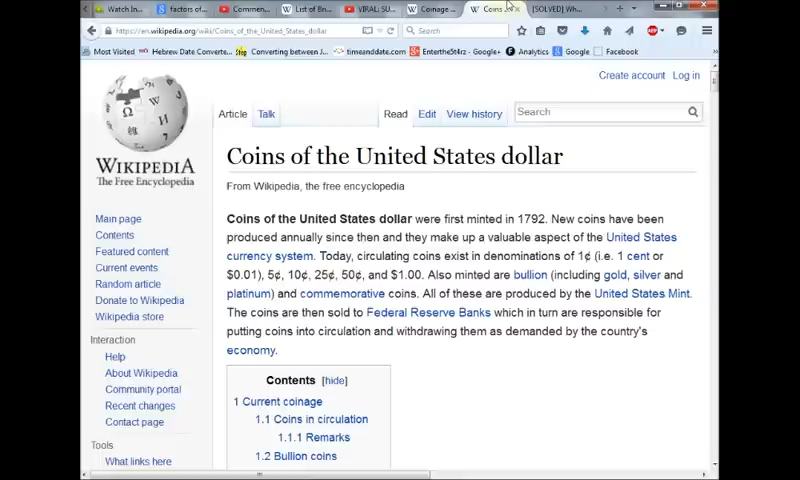 Watch In...
factors of...
Commen...
List of Bri...
VIRAL: SU...
Coinage ...
Coins
[SOLVED] Wh...
https://en.wikipedia.org/wiki/Coins_of_the_United_States_dollar
Search
Most Visited
Hebrew Date Converte...
Converting between J...
timeanddate.com
Enterthe5t4rz - Google+
Analytics
Google
Facebook
Create account Log in
Article Talk Read Edit View history Search
WIKIPEDIA
The Free Encyclopedia
Main page
Contents
Featured content
Current events
Random article
Donate to Wikipedia
Wikipedia store
Interaction
Help
About Wikipedia
Community portal
Recent changes
Contact page
Tools
What links here
Coins of the United States dollar
From Wikipedia, the free encyclopedia
Coins of the United States dollar were first minted in 1792. New coins have been
produced annually since then and they make up a valuable aspect of the United States
currency system. Today, circulating coins exist in denominations of 1¢ (i.e. 1 cent or
$0.01), 5¢, 10¢, 25¢, 50¢, and $1.00. Also minted are bullion (including gold, silver and
platinum) and commemorative coins. All of these are produced by the United States Mint.
The coins are then sold to Federal Reserve Banks which in turn are responsible for
putting coins into circulation and withdrawing them as demanded by the country's
economy.
Contents [hide]
1 Current coinage
1.1 Coins in circulation
1.1.1 Remarks
1.2 Bullion coins